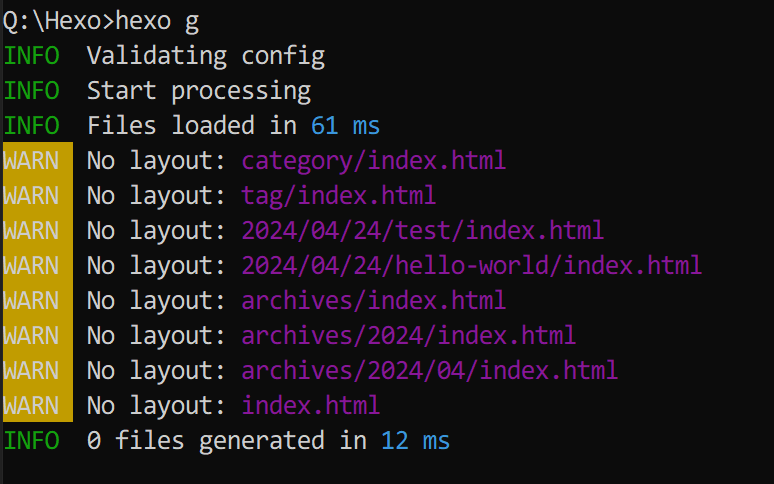 Q:\Hexo>hexo g
INFO  Validating config
INFO  Start processing
INFO  Files loaded in 61 ms
WARN  No layout: category/index.html
WARN  No layout: tag/index.html
WARN  No layout: 2024/04/24/test/index.html
WARN  No layout: 2024/04/24/hello-world/index.html
WARN  No layout: archives/index.html
WARN  No layout: archives/2024/index.html
WARN  No layout: archives/2024/04/index.html
WARN  No layout: index.html
INFO  0 files generated in 12 ms